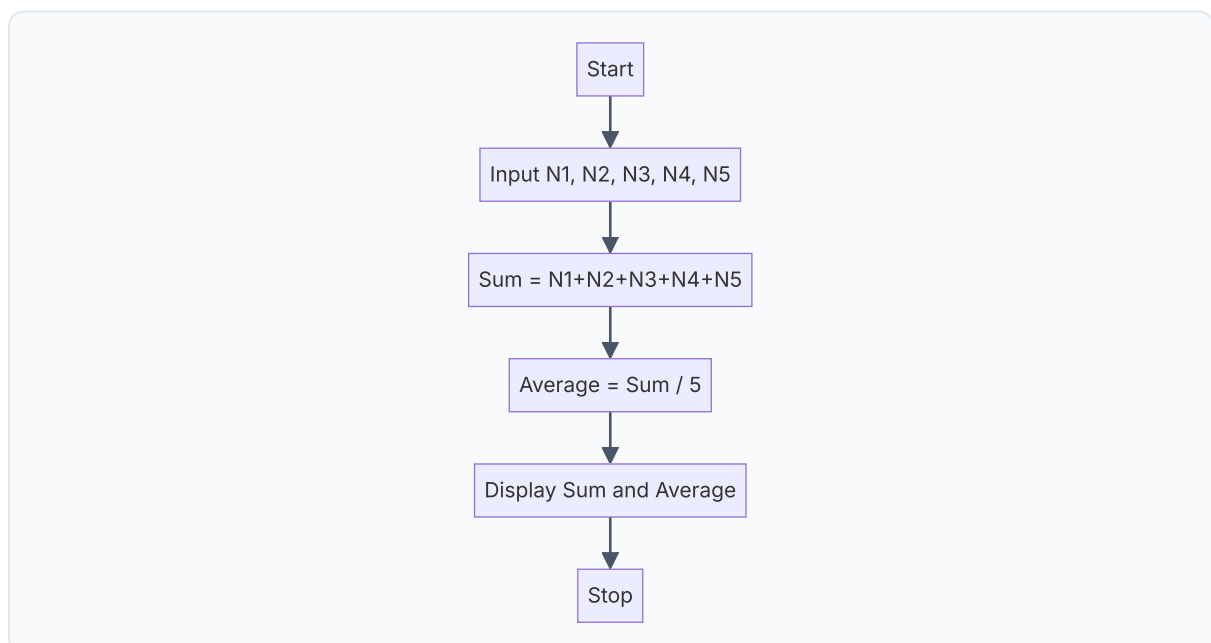 Start
Input N1, N2, N3, N4, N5
Sum = N1+N2+N3+N4+N5
Average = Sum / 5
Display Sum and Average
Stop